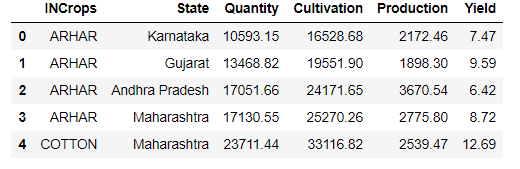 INCrops State Quantity Cultivation Production Yield
0 ARHAR Karnataka 10593.15 16528.68 2172.46 7.47
1 ARHAR Gujarat 13468.82 19551.90 1898.30 9.59
2 ARHAR Andhra Pradesh 17051.66 24171.65 3670.54 6.42
3 ARHAR Maharashtra 17130.55 25270.26 2775.80 8.72
4 COTTON Maharashtra 23711.44 33116.82 2539.47 12.69